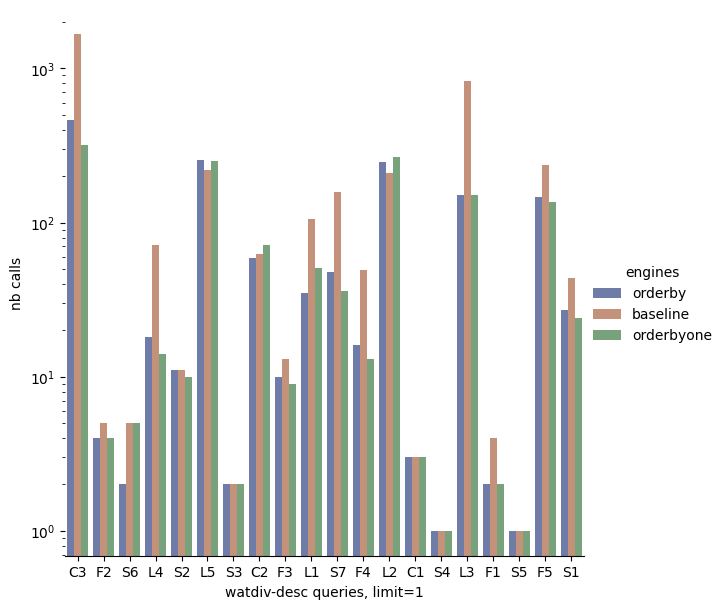 nb calls
10³
10²
10¹
10⁰
C3 F2 S6 L4 S2 L5 S3 C2 F3 L1 S7 F4 L2 C1 S4 L3 F1 S5 F5 S1
watdiv-desc queries, limit=1
engines
orderby
baseline
orderbyone